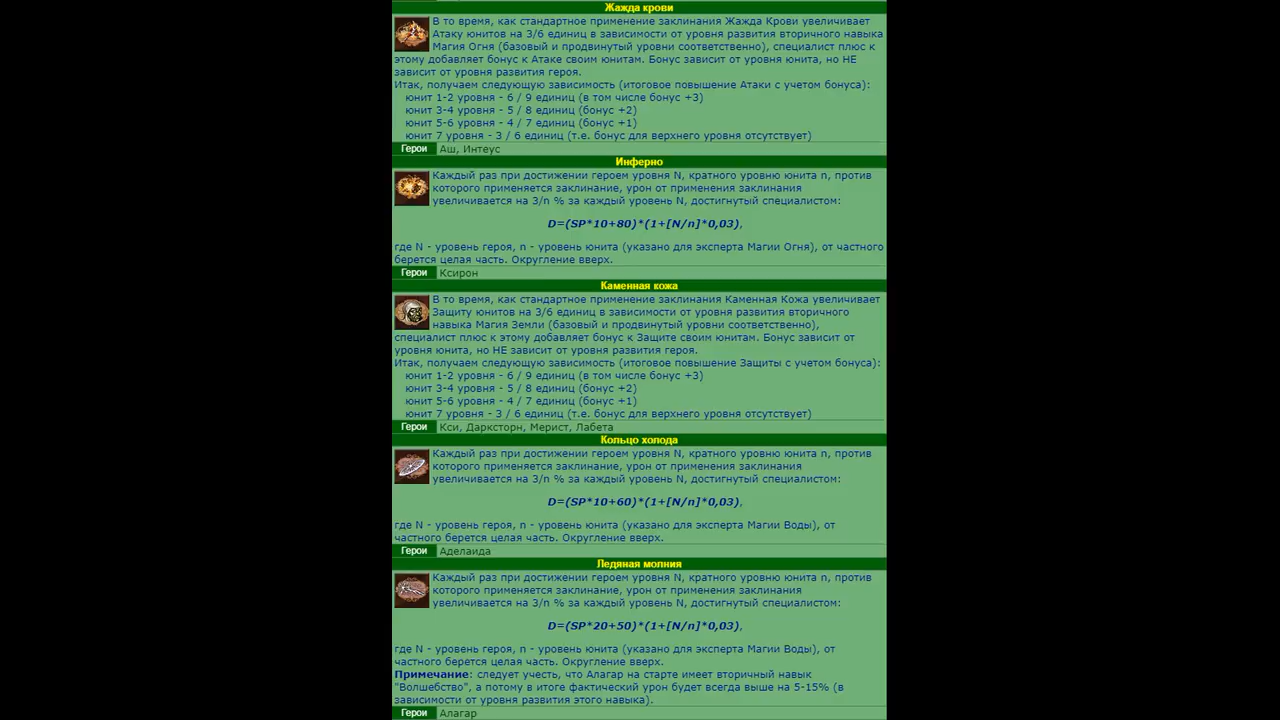 Жажда крови
В то время, как стандартное применение заклинания Жажда Крови увеличивает
Атаку юнитов на 3/6 единиц в зависимости от уровня развития вторичного навыка
Магия Огня (базовый и продвинутый уровни соответственно), специалист плюс к
этому добавляет бонус к Атаке своим юнитам. Бонус зависит от уровня юнита, но НЕ
зависит от уровня развития героя.
Итак, получаем следующую зависимость (итоговое повышение Атаки с учетом бонуса):
юнит 1-2 уровня - 6 / 9 единиц (в том числе бонус +3)
юнит 3-4 уровня - 5 / 8 единиц (бонус +2)
юнит 5-6 уровня - 4 / 7 единиц (бонус +1)
юнит 7 уровня - 3 / 6 единиц (т.е. бонус для верхнего уровня отсутствует)
Герои Аш, Интеус
Инферно
Каждый раз при достижении героем уровня N, кратного уровню юнита n, против
которого применяется заклинание, урон от применения заклинания
увеличивается на 3/n % за каждый уровень N, достигнутый специалистом:
D=(SP*10+80)*(1+[N/n]*0,03),
где N - уровень героя, n - уровень юнита (указано для эксперта Магии Огня), от частного
берется целая часть. Округление вверх.
Герои Ксирон
Каменная кожа
В то время, как стандартное применение заклинания Каменная Кожа увеличивает
Защиту юнитов на 3/6 единиц в зависимости от уровня развития вторичного
навыка Магия Земли (базовый и продвинутый уровни соответственно),
специалист плюс к этому добавляет бонус к Защите своим юнитам. Бонус зависит от
уровня юнита, но НЕ зависит от уровня развития героя.
Итак, получаем следующую зависимость (итоговое повышение Защиты с учетом бонуса):
юнит 1-2 уровня - 6 / 9 единиц (в том числе бонус +3)
юнит 3-4 уровня - 5 / 8 единиц (бонус +2)
юнит 5-6 уровня - 4 / 7 единиц (бонус +1)
юнит 7 уровня - 3 / 6 единиц (т.е. бонус для верхнего уровня отсутствует)
Герои Кси, Дарксторн, Мерист, Лабета
Кольцо холода
Каждый раз при достижении героем уровня N, кратного уровню юнита n, против
которого применяется заклинание, урон от применения заклинания
увеличивается на 3/n % за каждый уровень N, достигнутый специалистом:
D=(SP*10+60)*(1+[N/n]*0,03),
где N - уровень героя, n - уровень юнита (указано для эксперта Магии Воды), от
частного берется целая часть. Округление вверх.
Герои Аделаида
Ледяная молния
Каждый раз при достижении героем уровня N, кратного уровню юнита n, против
которого применяется заклинание, урон от применения заклинания
увеличивается на 3/n % за каждый уровень N, достигнутый специалистом:
D=(SP*20+50)*(1+[N/n]*0,03),
где N - уровень героя, n - уровень юнита (указано для эксперта Магии Воды), от
частного берется целая часть. Округление вверх.
Примечание: следует учесть, что Алагар на старте имеет вторичный навык
"Волшебство", а потому в итоге фактический урон будет всегда выше на 5-15% (в
зависимости от уровня развития этого навыка).
Герои Алагар